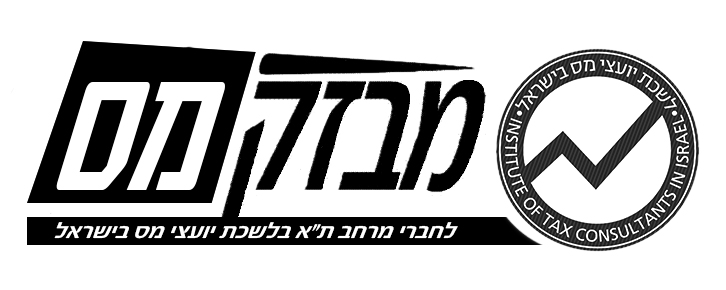 מבזק מס
לחברי מרחב ת"א בלשכת יועצי מס בישראל
לשכת יועצי מס בישראל
INSTITUTE OF TAX CONSULTANTS IN ISRAEL